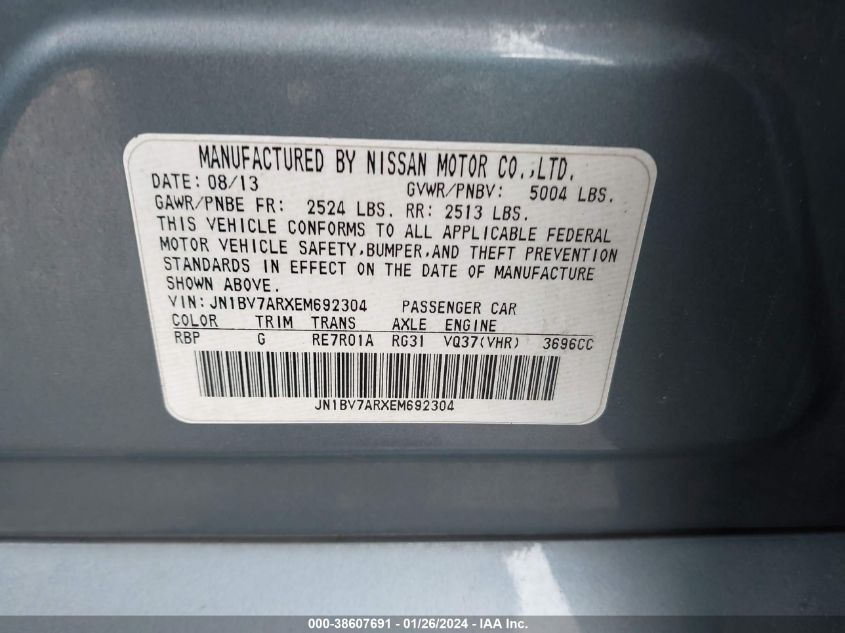 MANUFACTURED BY NISSAN MOTOR CO.,LTD.
DATE: 08/13 GVWR/PNBV: 5004 LBS.
GAWR/PNBE FR: 2524 LBS. RR: 2513 LBS.
THIS VEHICLE CONFORMS TO ALL APPLICABLE FEDERAL
MOTOR VEHICLE SAFETY,BUMPER,AND THEFT PREVENTION
STANDARDS IN EFFECT ON THE DATE OF MANUFACTURE
SHOWN ABOVE.
VIN: JN1BV7ARXEM692304 PASSENGER CAR
COLOR TRIM TRANS AXLE ENGINE
RBP G RE7R01A RG31 VQ37(VHR) 3696CC
JN1BV7ARXEM692304
000-38607691 - 01/26/2024 - IAA Inc.